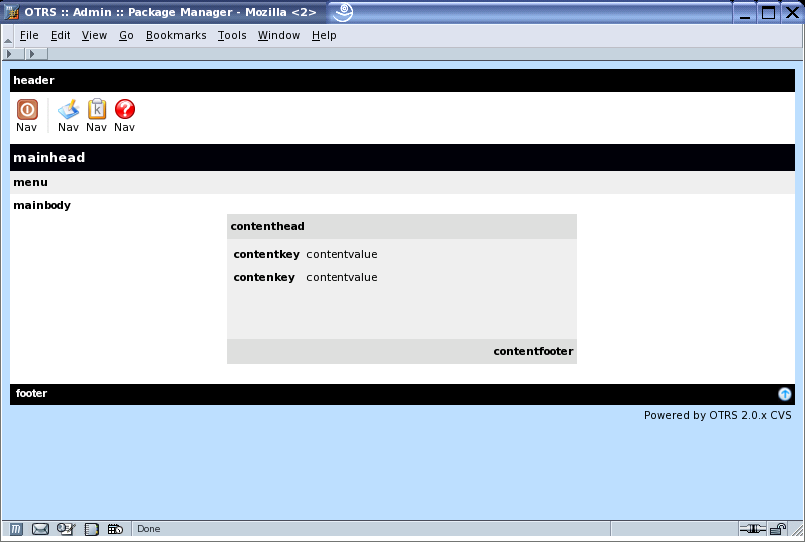 OTRS :: Admin :: Package Manager - Mozilla <2>
File Edit View Go Bookmarks Tools Window Help
header
Nav Nav Nav Nav
mainhead
menu
mainbody
contenthead
contentkey contentvalue
contenkey contentvalue
contentfooter
footer
Powered by OTRS 2.0.x CVS
Done